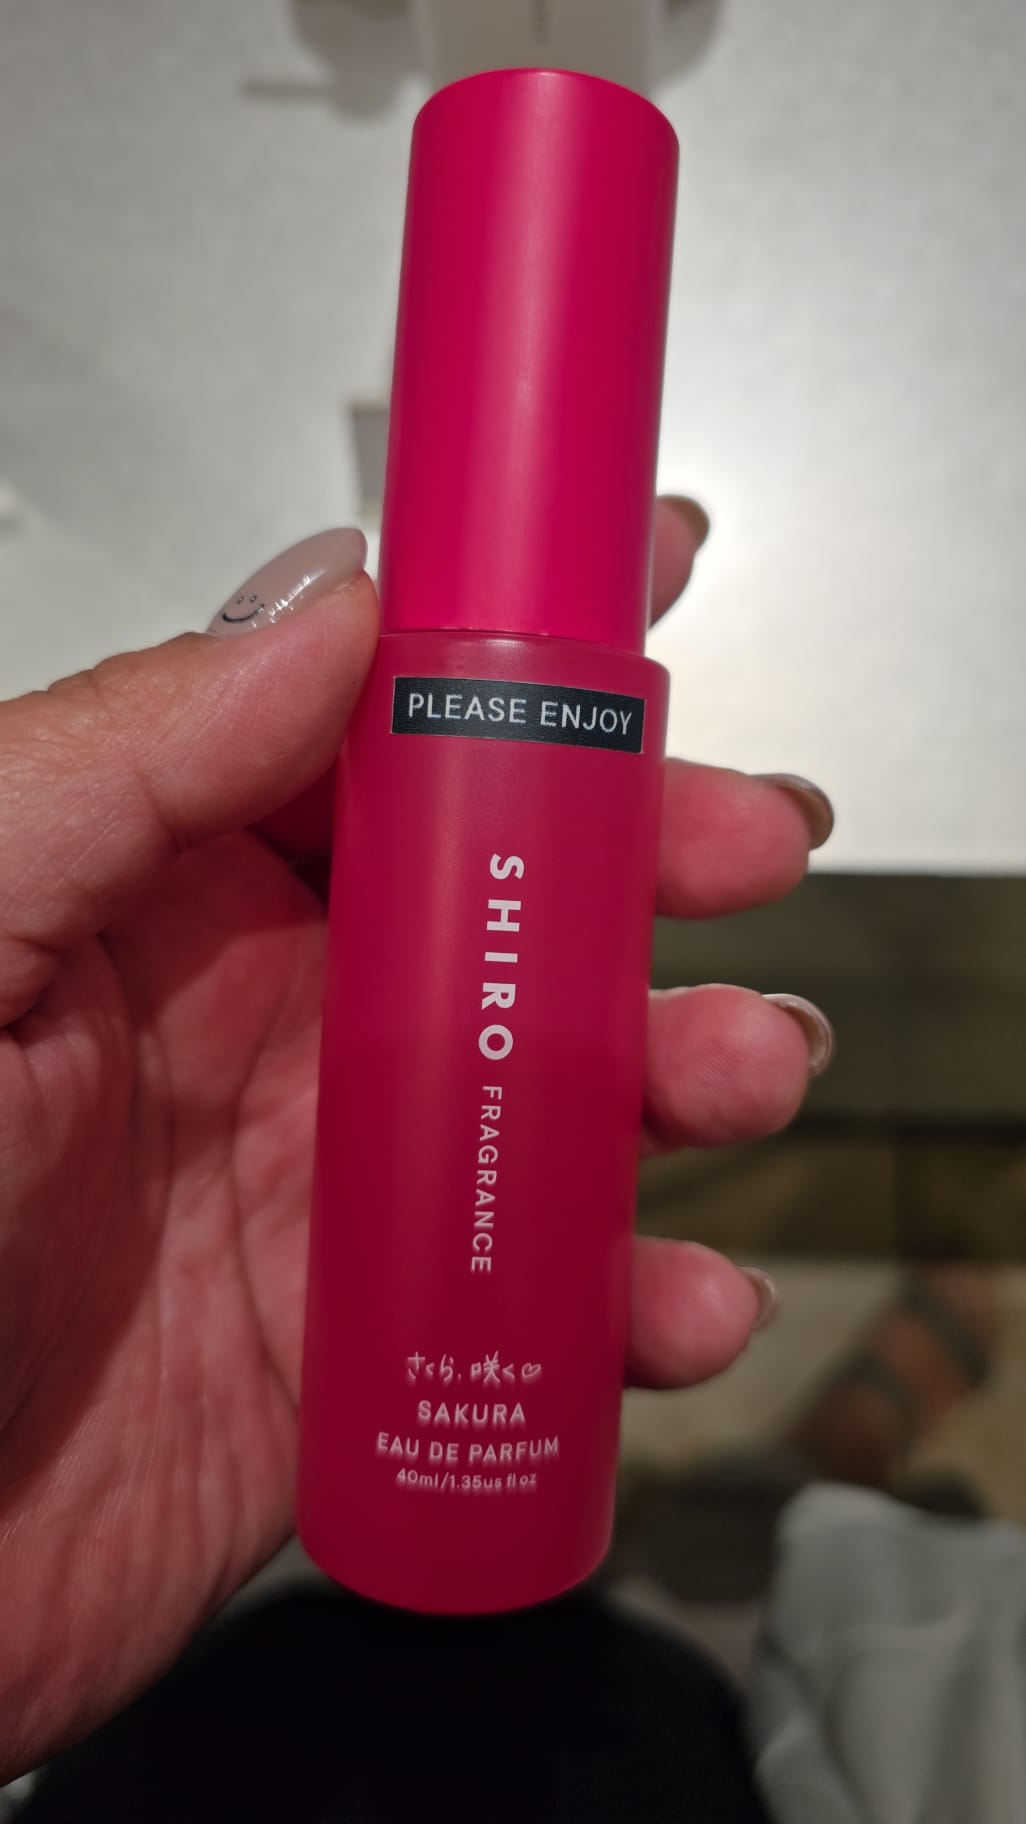 PLEASE ENJOY
SHIRO FRAGRANCE
さくら、咲く♡
SAKURA
EAU DE PARFUM
40ml/1.35us fl oz